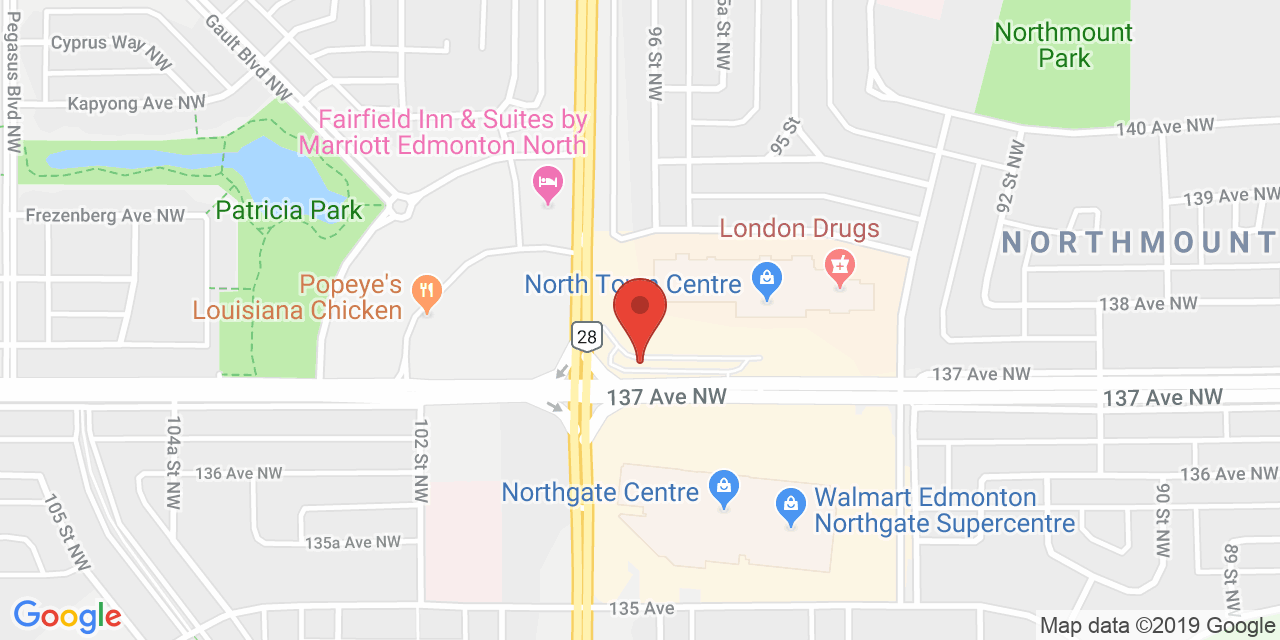 Pegasus Blvd NW
Cyprus Way
NW
Gault Blvd NW
Kapyong Ave NW
96 St NW
5a St NW
95 St
Northmount
Park
140 Ave NW
92 St NW
139 Ave NW
Fairfield Inn & Suites by
Marriott Edmonton North
Patricia Park
Frezenberg Ave NW
London Drugs
NORTHMOUNT
Popeye's
Louisiana Chicken
North Town Centre
138 Ave NW
28
137 Ave NW
137 Ave NW
137 Ave NW
104a St NW
102 St NW
136 Ave NW
136 Ave NW
105 St NW
135a Ave NW
Northgate Centre
Walmart Edmonton
Northgate Supercentre
90 St NW
89 St NW
135 Ave
Google
Map data ©2019 Google